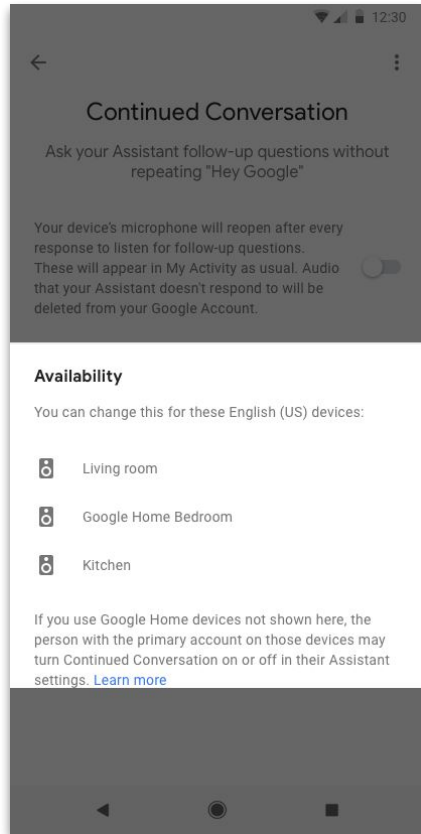 12:30
Continued Conversation
Ask your Assistant follow-up questions without
repeating "Hey Google"
Your device's microphone will reopen after every
response to listen for follow-up questions.
These will appear in My Activity as usual. Audio
that your Assistant doesn't respond to will be
deleted from your Google Account.
Availability
You can change this for these English (US) devices:
Living room
Google Home Bedroom
Kitchen
If you use Google Home devices not shown here, the
person with the primary account on those devices may
turn Continued Conversation on or off in their Assistant
settings. Learn more